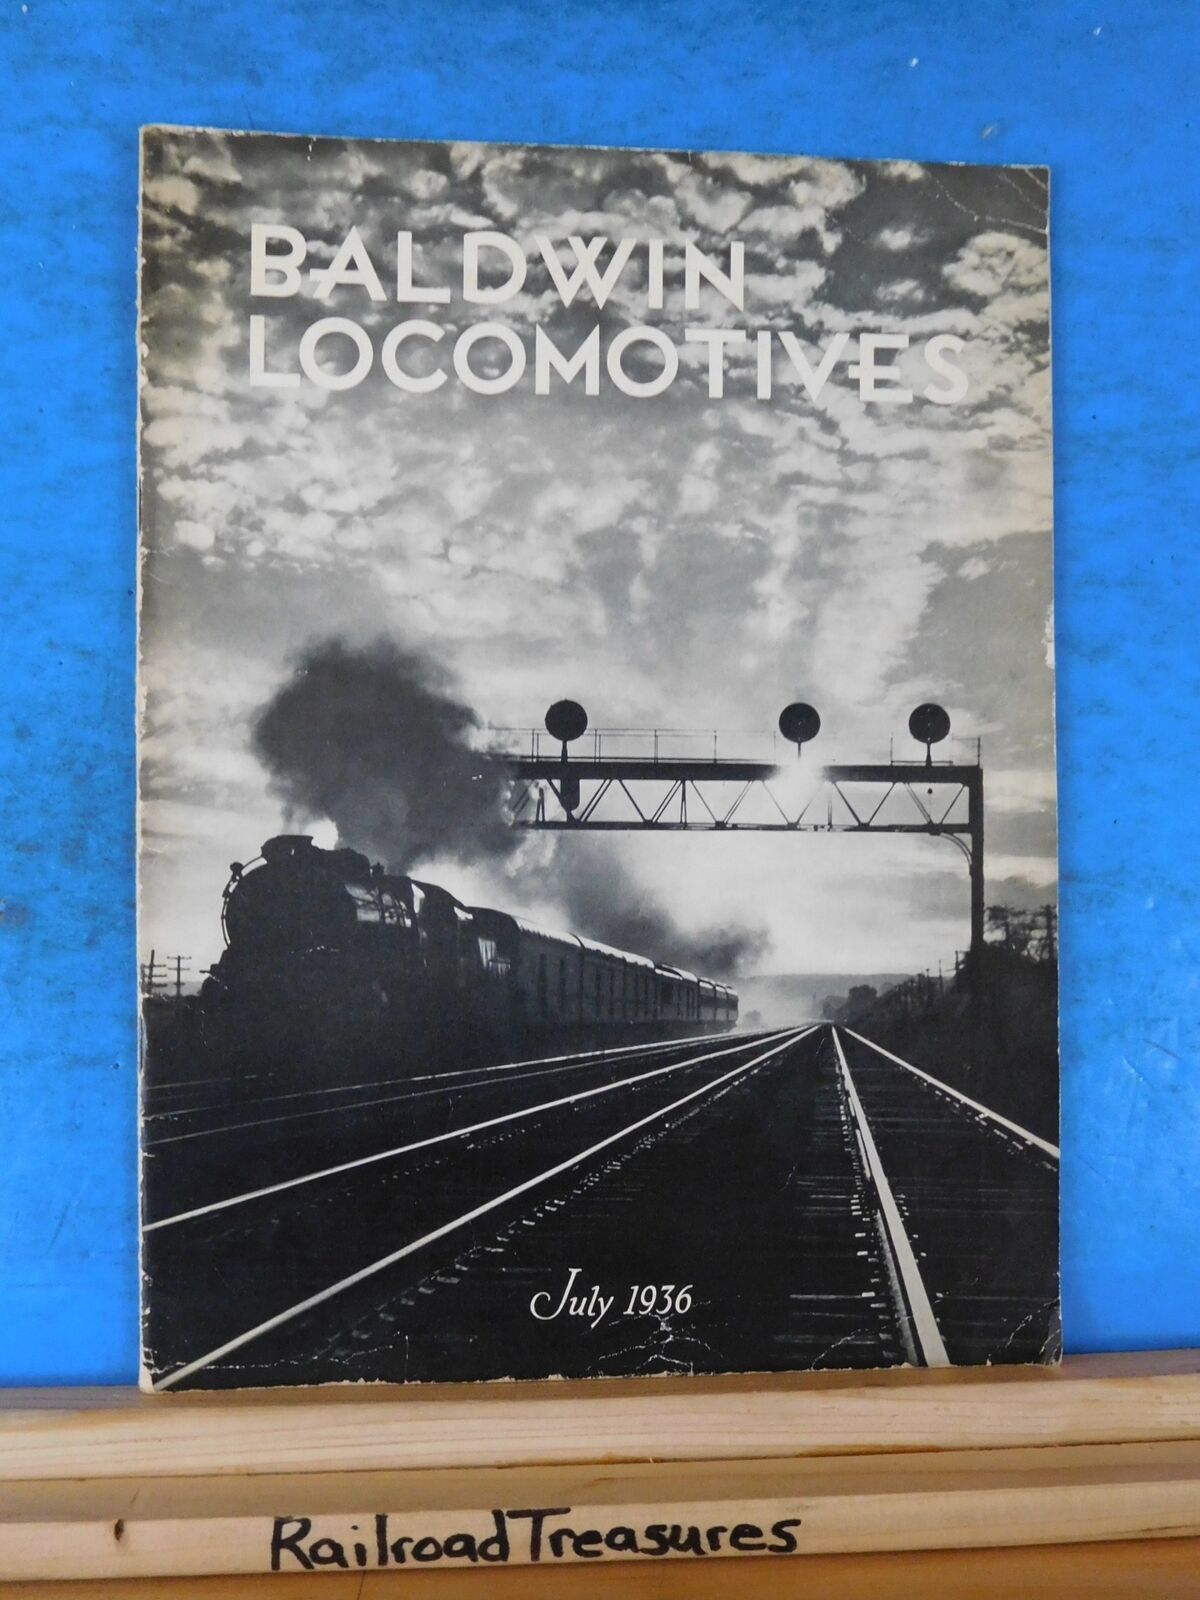 BALDWIN
LOCOMOTIVES
July 1936
RailroadTreasures